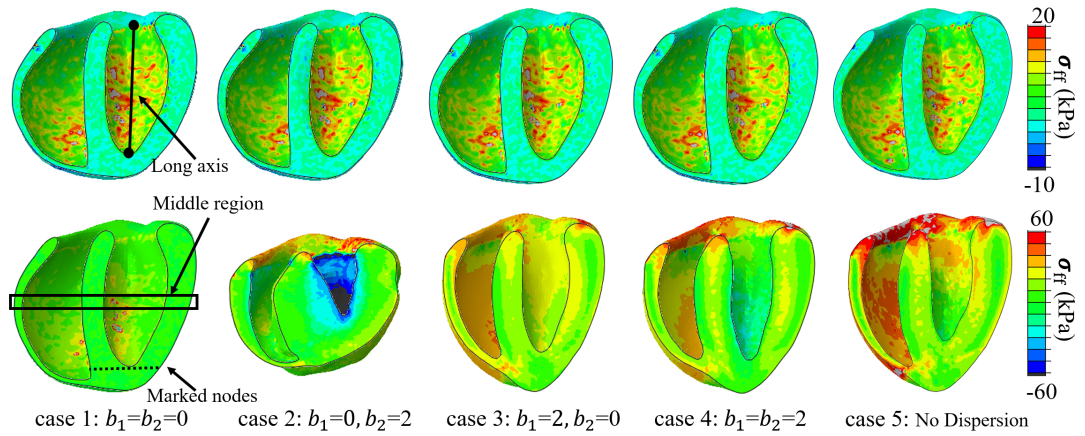 20
σff (kPa)
-10
Long axis
Middle region
60
σff (kPa)
-60
Marked nodes
case 1: b₁=b₂=0
case 2: b₁=0, b₂=2
case 3: b₁=2, b₂=0
case 4: b₁=b₂=2
case 5: No Dispersion